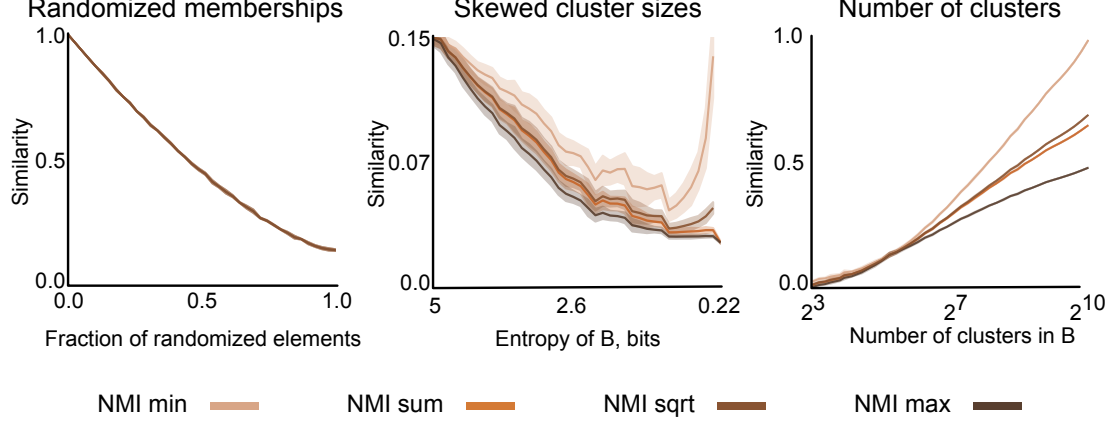 Randomized memberships
Skewed cluster sizes
Number of clusters
1.0
0.5
0.0
Similarity
0.0
0.5
1.0
Fraction of randomized elements
0.15
0.07
0.0
Similarity
5
2.6
0.22
Entropy of B, bits
1.0
0.5
0.0
Similarity
2^3
2^7
2^10
Number of clusters in B
NMI min
NMI sum
NMI sqrt
NMI max